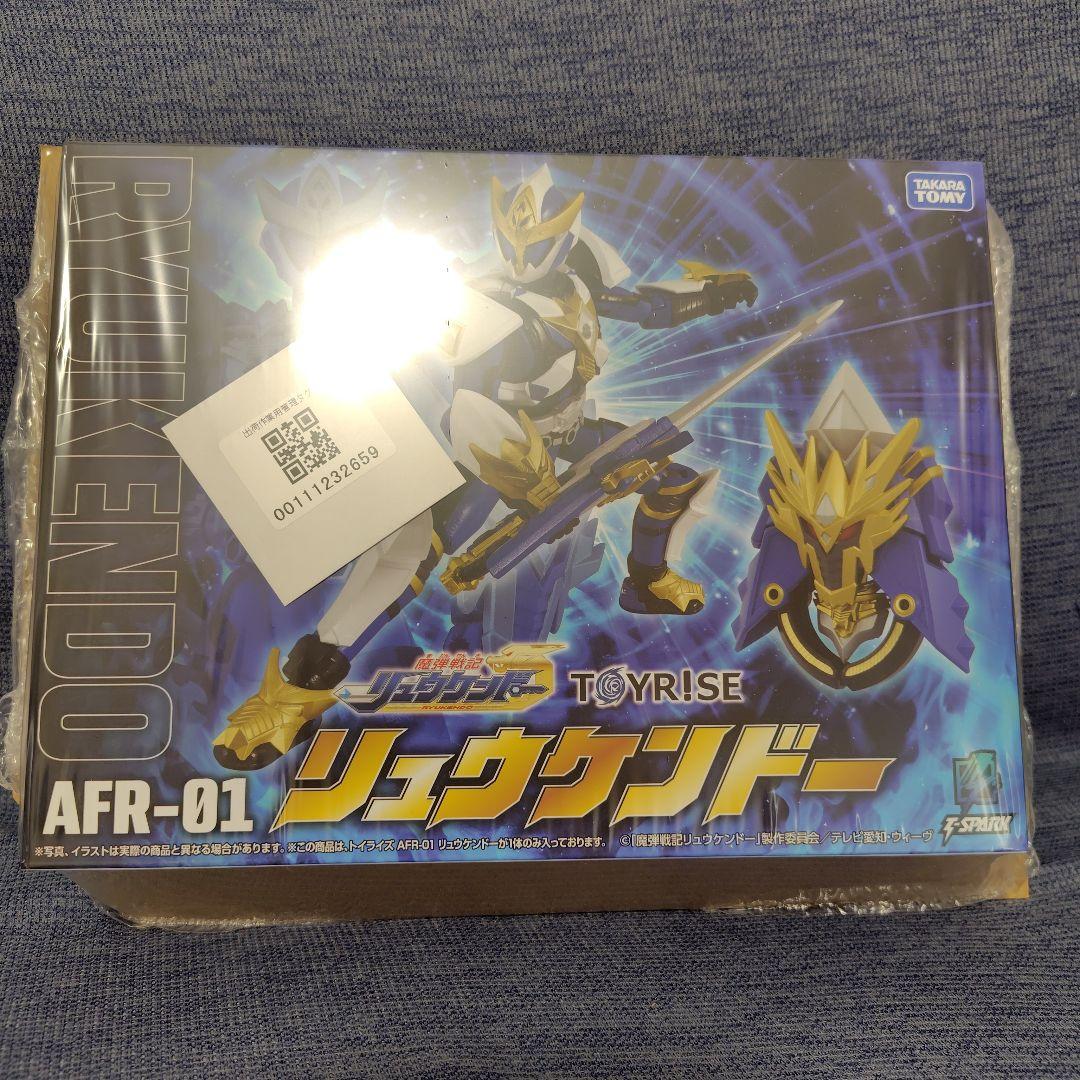 RYUKENDO
TAKARA
TOMY
出荷作業用管理タグ
00111232659
魔弾戦記
リュウケンドー
RYUKENDO
TOYR!SE
AFR-01
リュウケンドー
T-SPARK
※写真、イラストは実際の商品と異なる場合があります。※この商品は、トイライズ AFR-01 リュウケンドーが1体のみ入っております。
©「魔弾戦記リュウケンドー」製作委員会/テレビ愛知・ウィーヴ